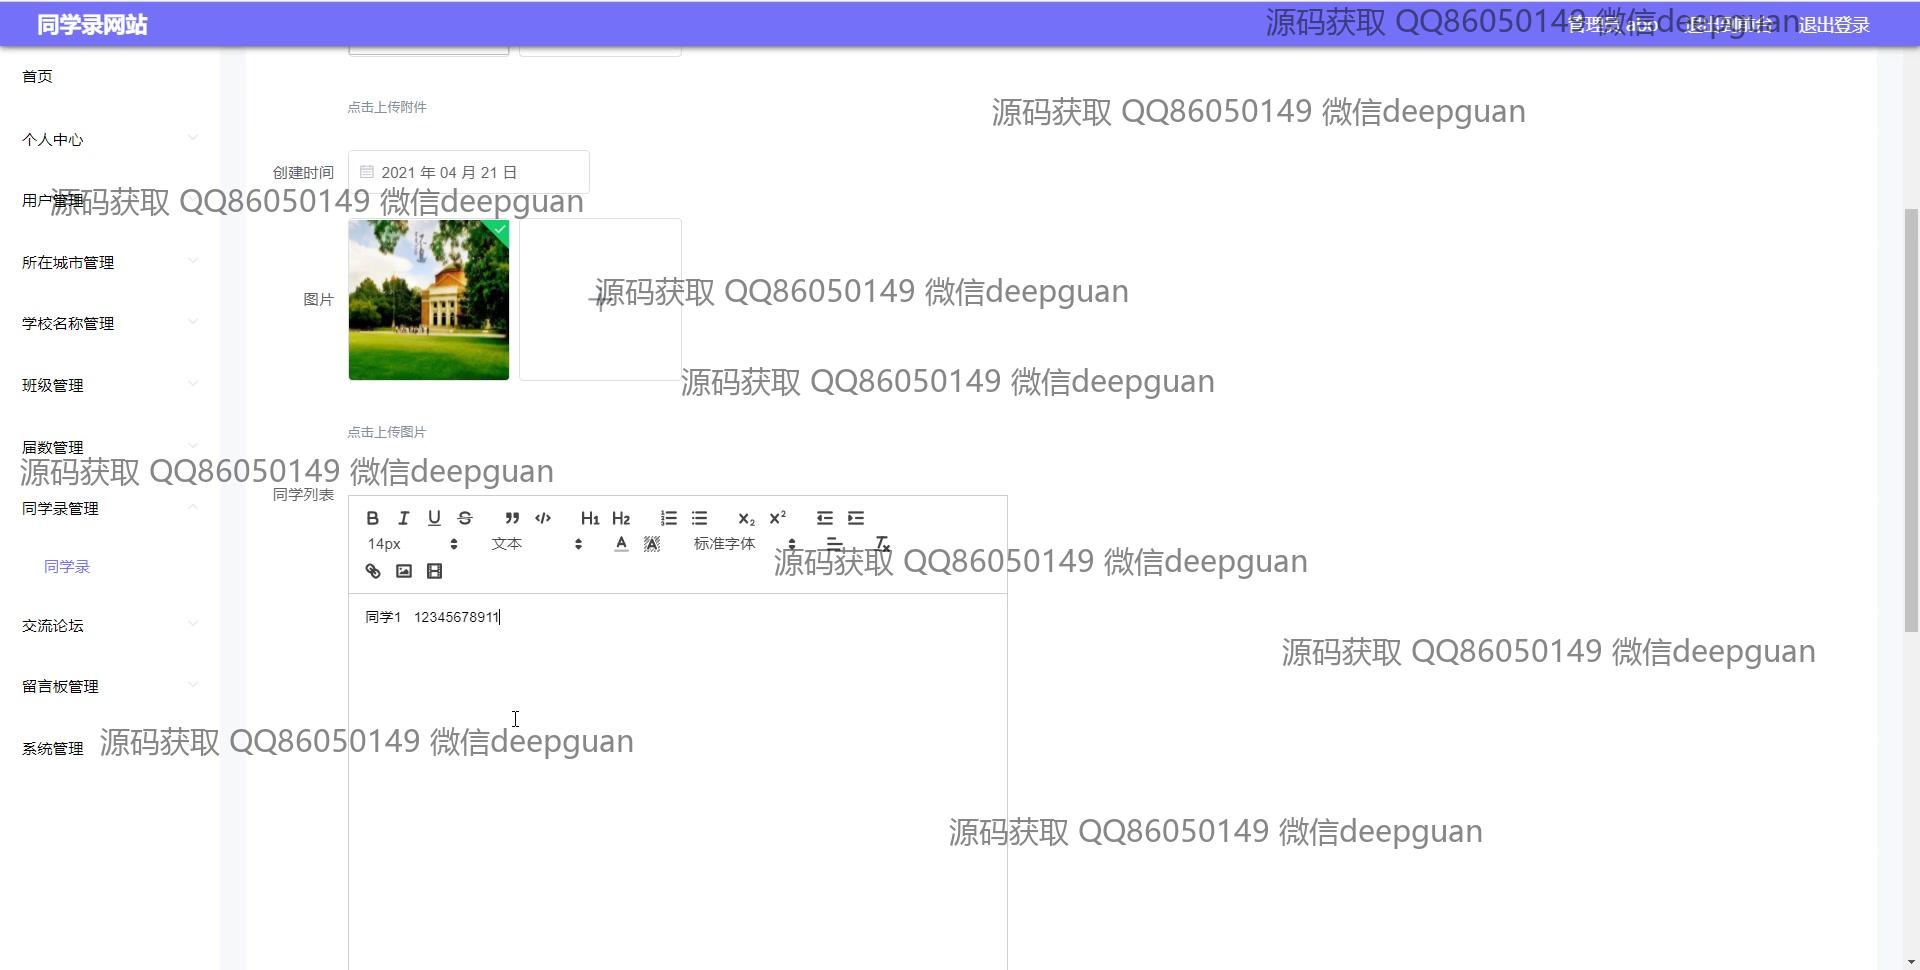 同学录网站
源码获取 QQ86050149 微信deepguan
管理员 abo
退出到前台
退出登录
首页
点击上传附件
源码获取 QQ86050149 微信deepguan
个人中心
创建时间
2021 年 04 月 21 日
用户管理
源码获取 QQ86050149 微信deepguan
所在城市管理
图片
源码获取 QQ86050149 微信deepguan
学校名称管理
班级管理
源码获取 QQ86050149 微信deepguan
点击上传图片
届数管理
源码获取 QQ86050149 微信deepguan
同学列表
同学录管理
B I U S H1 H2 X2 X2
14px 文本 A A 标准字体 Tx
源码获取 QQ86050149 微信deepguan
同学录
同学1 12345678911
交流论坛
源码获取 QQ86050149 微信deepguan
留言板管理
系统管理
源码获取 QQ86050149 微信deepguan
源码获取 QQ86050149 微信deepguan